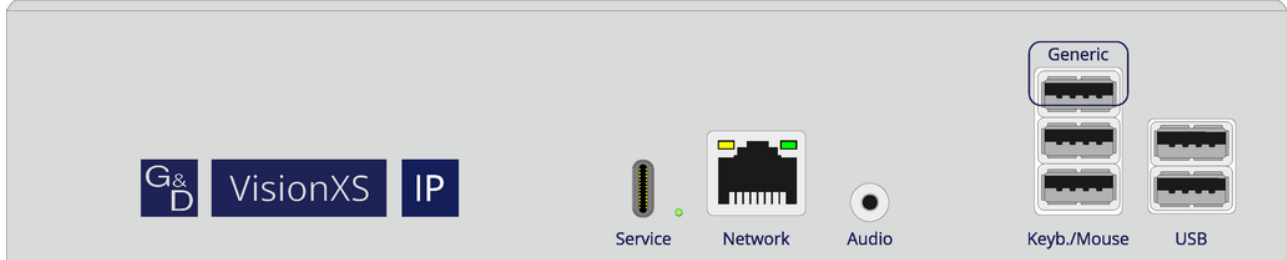 Generic
G&D VisionXS IP
Service Network Audio Keyb./Mouse USB